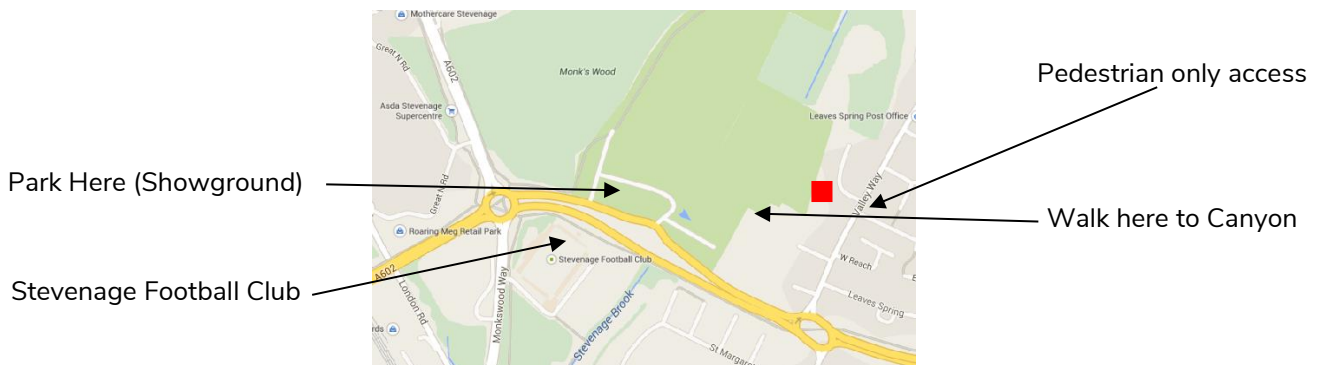 Mothercare Stevenage
Great N Rd
A602
Monk's Wood
Pedestrian only access
Asda Stevenage
Supercentre
Leaves Spring Post Office
Park Here (Showground)
Great N Rd
Valley Way
Walk here to Canyon
Roaring Meg Retail Park
Stevenage Football Club
W Reach
A602
Stevenage Football Club
London Rd
Monkswood Way
Stevenage Brook
Leaves Spring
St Margaret